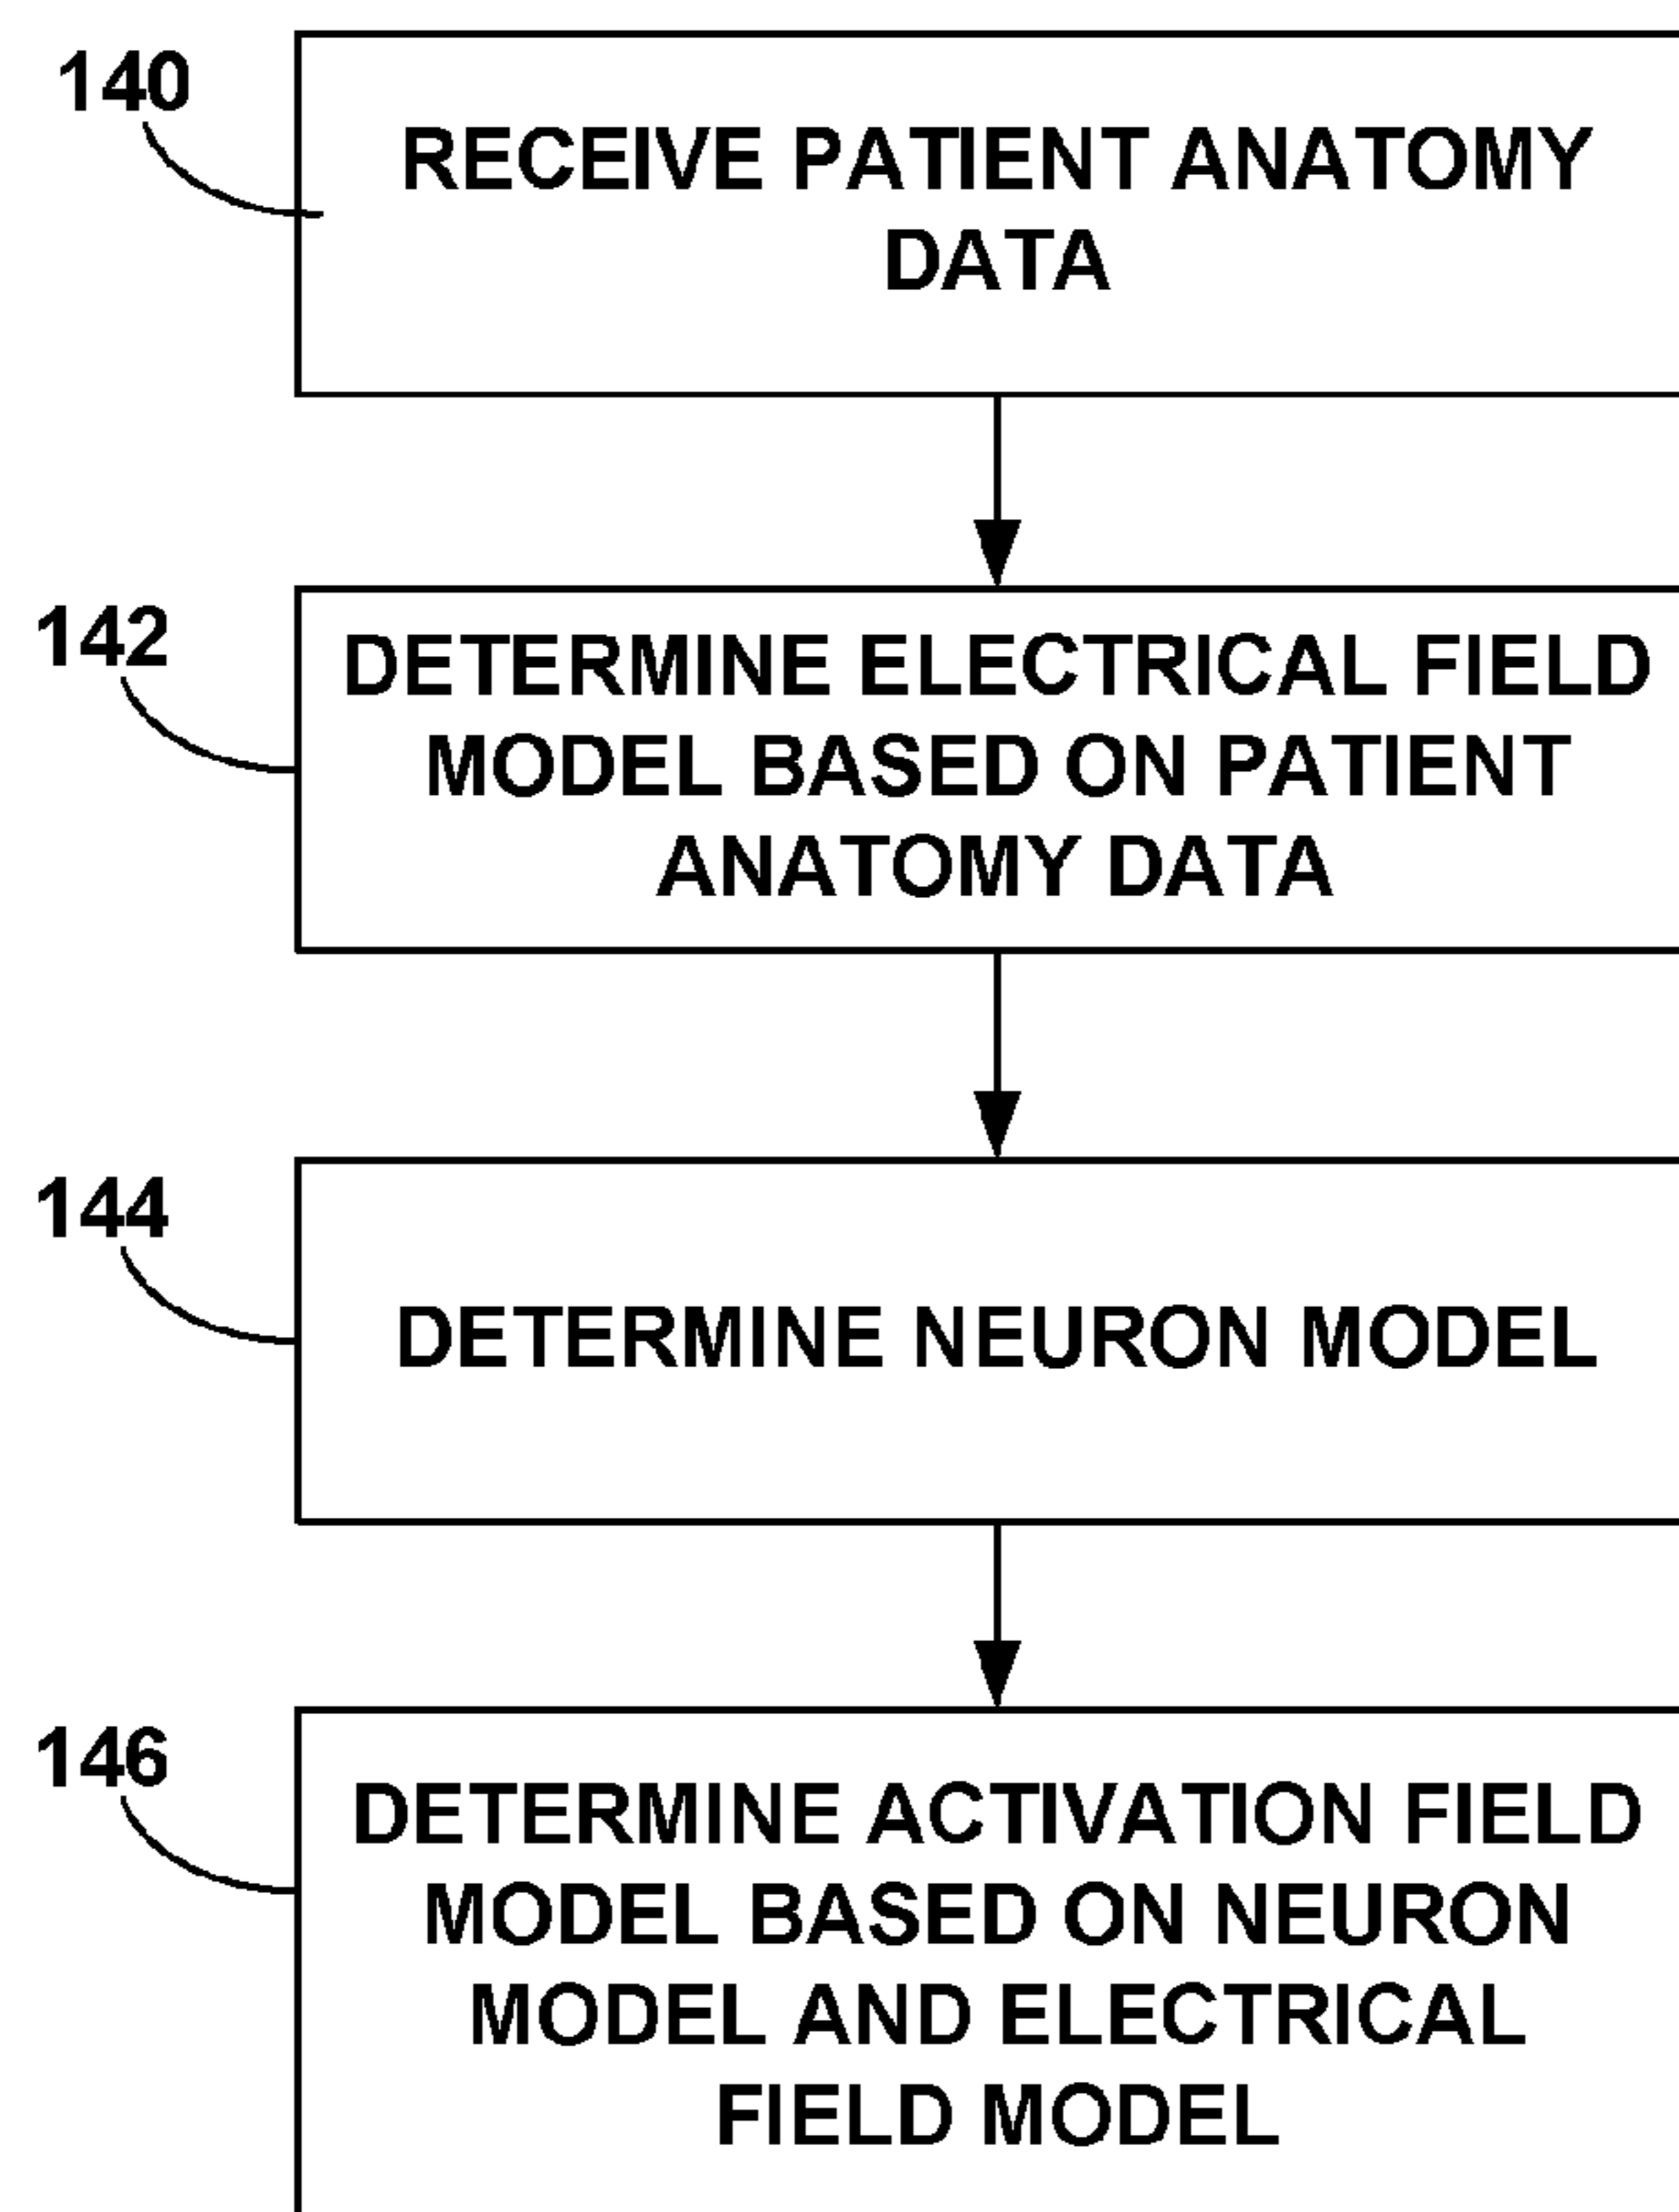 140
RECEIVE PATIENT ANATOMY
DATA
142
DETERMINE ELECTRICAL FIELD
MODEL BASED ON PATIENT
ANATOMY DATA
144
DETERMINE NEURON MODEL
146
DETERMINE ACTIVATION FIELD
MODEL BASED ON NEURON
MODEL AND ELECTRICAL
FIELD MODEL